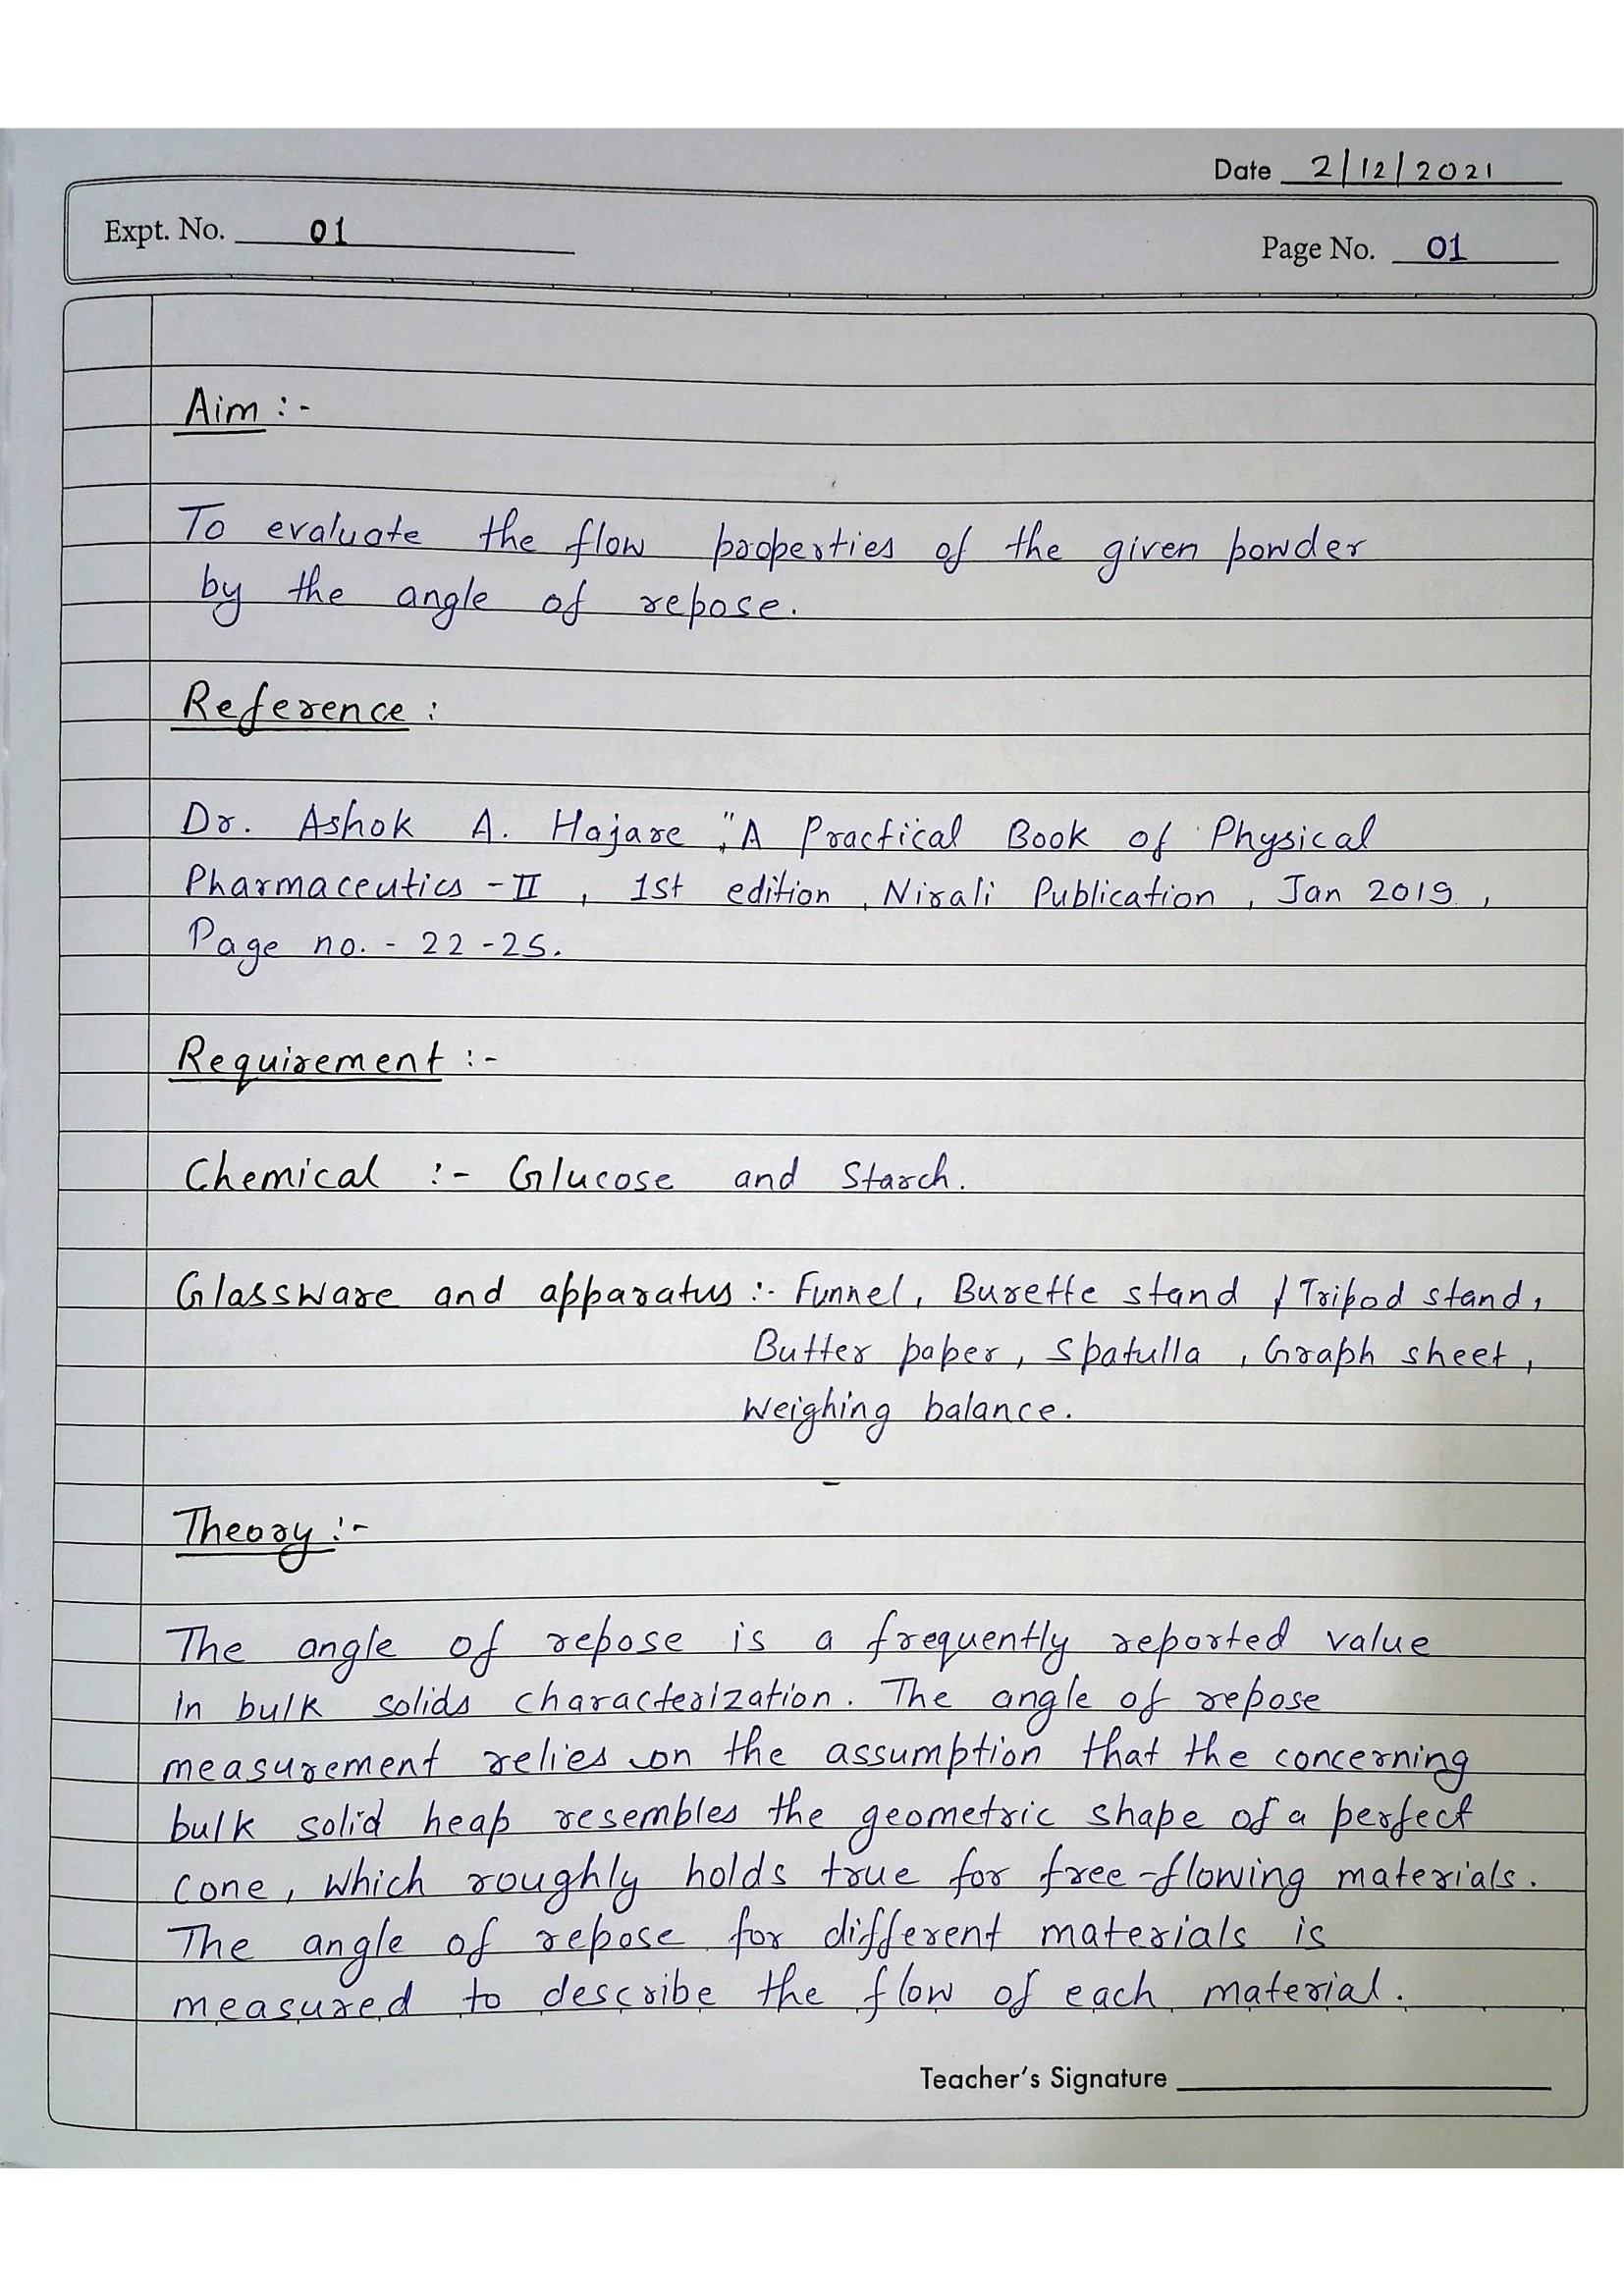 Date 2/12/2021
Expt. No. 01
Page No. 01
Aim :-
To evaluate the flow properties of the given powder
by the angle of repose.
Reference :
Dr. Ashok A. Hajare ,"A Practical Book of Physical
Pharmaceutics - II , 1st edition , Nirali Publication , Jan 2019 ,
Page no. - 22 - 25.
Requirement :-
Chemical :- Glucose and Starch.
Glassware and apparatus :- Funnel, Burette stand / Tripod stand,
Butter paper, Spatulla , Graph sheet ,
Weighing balance.
Theory :-
The angle of repose is a frequently reported value
in bulk solids characterization. The angle of repose
measurement relies on the assumption that the concerning
bulk solid heap resembles the geometric shape of a perfect
cone, which roughly holds true for free-flowing materials.
The angle of repose for different materials is
measured to describe the flow of each material.
Teacher's Signature